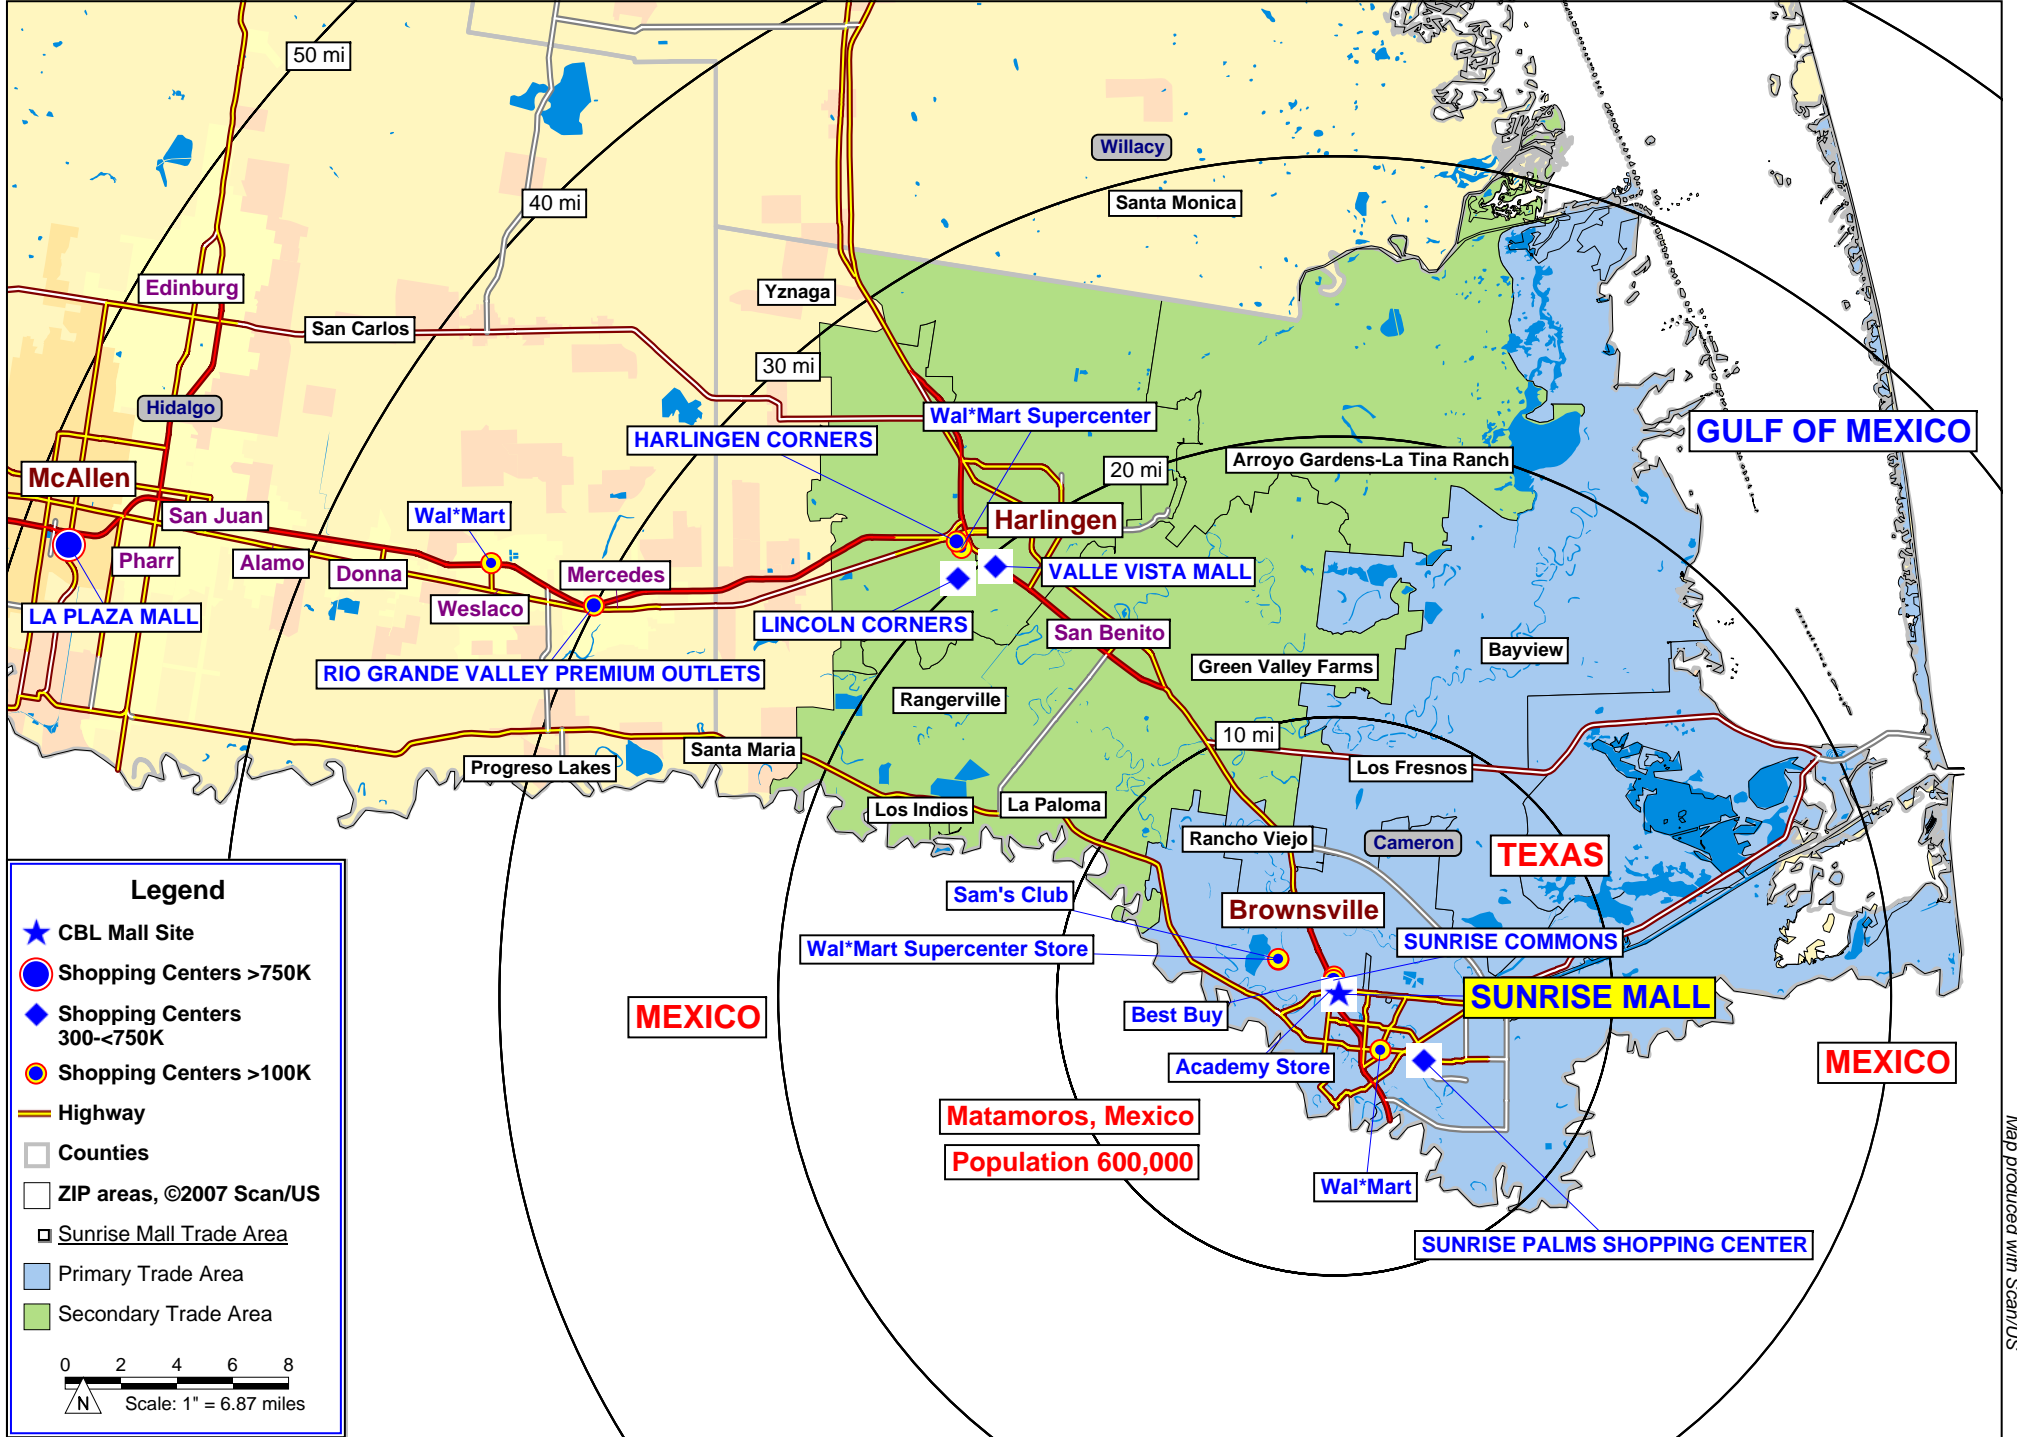 50 mi
Willacy
40 mi
Santa Monica
Edinburg
Yznaga
San Carlos
30 mi
Hidalgo
Wal*Mart Supercenter
HARLINGEN CORNERS
GULF OF MEXICO
20 mi
Arroyo Gardens-La Tina Ranch
McAllen
San Juan
Wal*Mart
Harlingen
Pharr
Alamo
Donna
Mercedes
VALLE VISTA MALL
Weslaco
LA PLAZA MALL
LINCOLN CORNERS
San Benito
Bayview
RIO GRANDE VALLEY PREMIUM OUTLETS
Green Valley Farms
Rangerville
10 mi
Santa Maria
Progreso Lakes
Los Fresnos
Los Indios
La Paloma
Rancho Viejo
Cameron
TEXAS
Sam's Club
Brownsville
Wal*Mart Supercenter Store
SUNRISE COMMONS
SUNRISE MALL
MEXICO
Best Buy
Academy Store
MEXICO
Matamoros, Mexico
Population 600,000
Wal*Mart
SUNRISE PALMS SHOPPING CENTER
Legend
CBL Mall Site
Shopping Centers >750K
Shopping Centers
300-<750K
Shopping Centers >100K
Highway
Counties
ZIP areas, ©2007 Scan/US
Sunrise Mall Trade Area
Primary Trade Area
Secondary Trade Area
0 2 4 6 8
N
Scale: 1" = 6.87 miles
Map produced with Scan/US